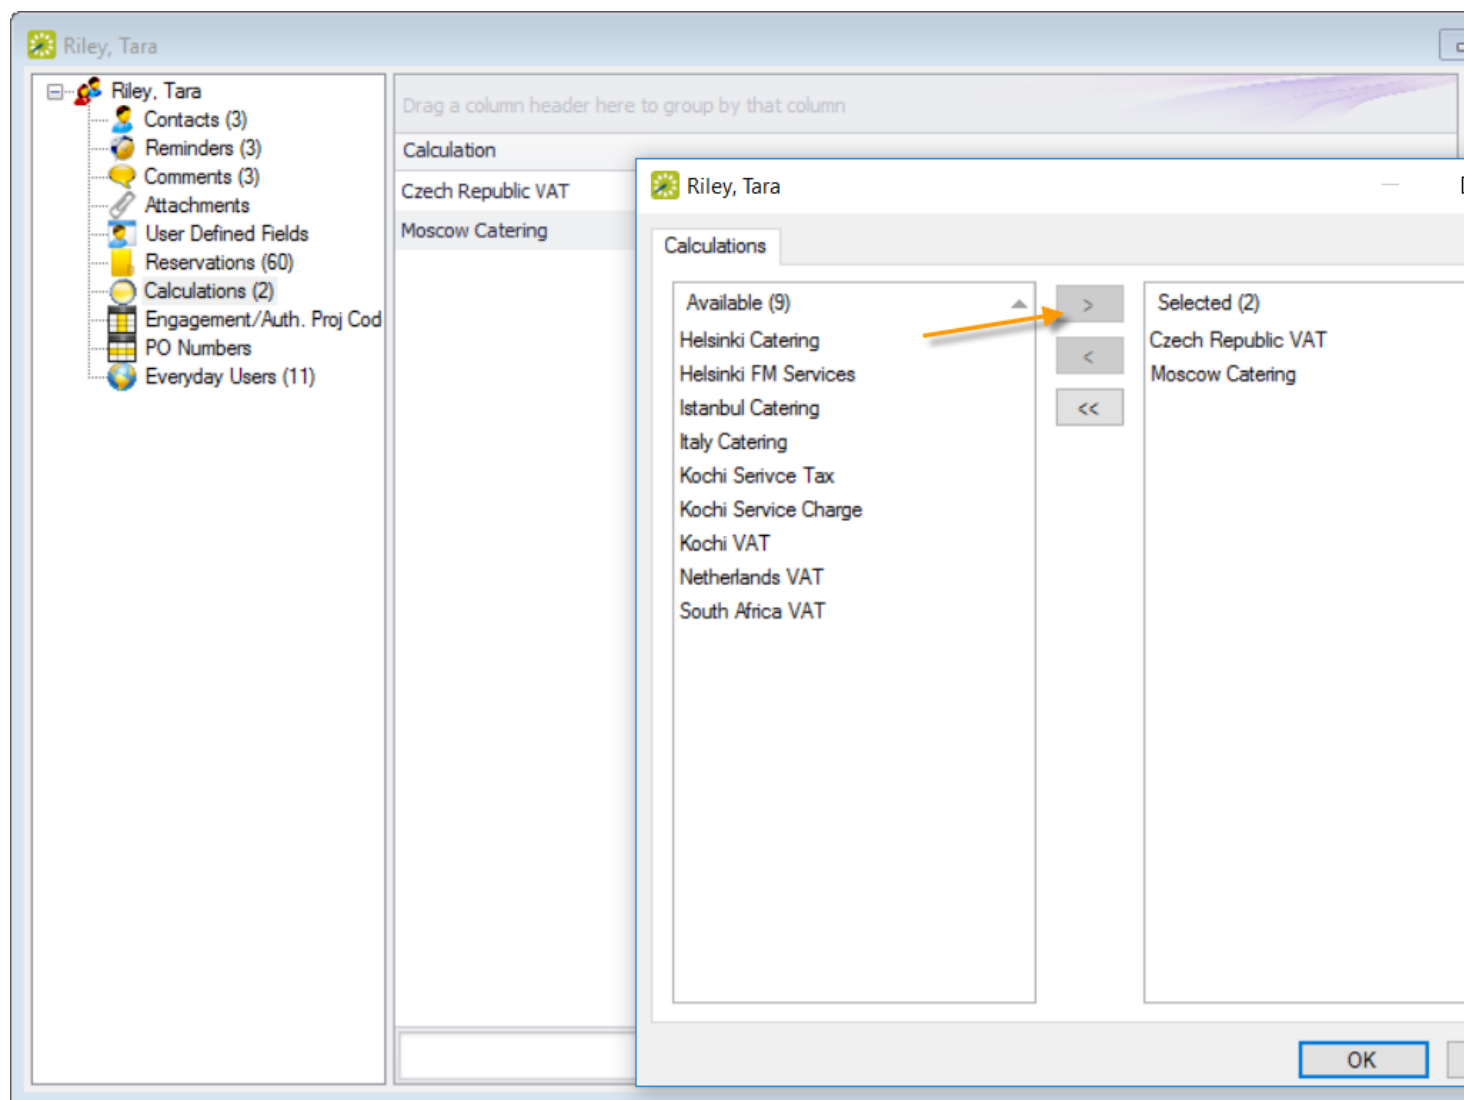 Riley, Tara
Riley, Tara
Contacts (3)
Reminders (3)
Comments (3)
Attachments
User Defined Fields
Reservations (60)
Calculations (2)
Engagement/Auth. Proj Cod
PO Numbers
Everyday Users (11)
Drag a column header here to group by that column
Calculation
Czech Republic VAT
Moscow Catering
Riley, Tara
Calculations
Available (9)
Helsinki Catering
Helsinki FM Services
Istanbul Catering
Italy Catering
Kochi Serivce Tax
Kochi Service Charge
Kochi VAT
Netherlands VAT
South Africa VAT
>
<
<<
Selected (2)
Czech Republic VAT
Moscow Catering
OK